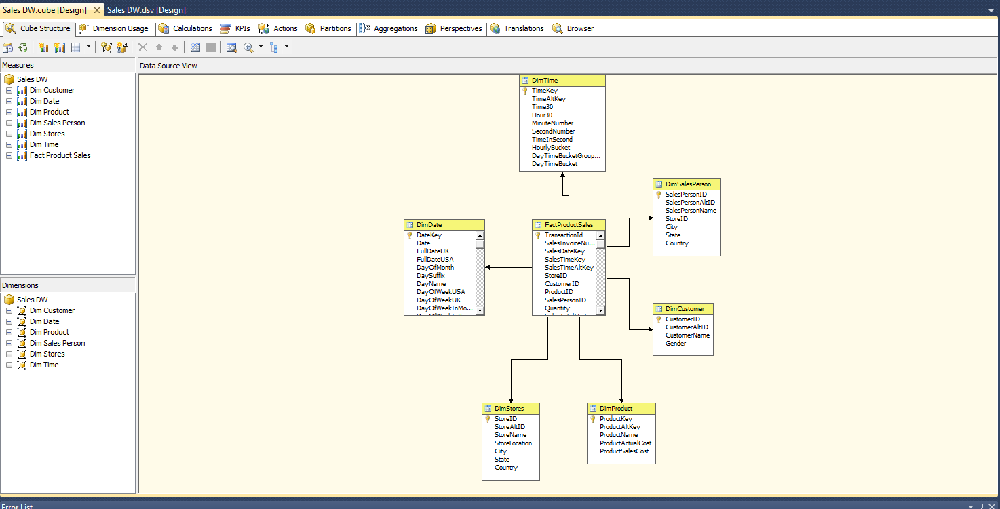 Sales DW.cube [Design]
Sales DW.dsv [Design]
Cube Structure
Dimension Usage
Calculations
KPIs
Actions
Partitions
Aggregations
Perspectives
Translations
Browser
Measures
Sales DW
Dim Customer
Dim Date
Dim Product
Dim Sales Person
Dim Stores
Dim Time
Fact Product Sales
Dimensions
Sales DW
Dim Customer
Dim Date
Dim Product
Dim Sales Person
Dim Stores
Dim Time
Data Source View
DimTime
TimeKey
TimeAltKey
Time30
Hour30
MinuteNumber
SecondNumber
TimeInSecond
HourlyBucket
DayTimeBucketGroup...
DayTimeBucket
DimSalesPerson
SalesPersonID
SalesPersonAltID
SalesPersonName
StoreID
City
State
Country
DimDate
DateKey
Date
FullDateUK
FullDateUSA
DayOfMonth
DaySuffix
DayName
DayOfWeekUSA
DayOfWeekUK
DayOfWeekInMo...
FactProductSales
TransactionId
SalesInvoiceNu...
SalesDateKey
SalesTimeKey
SalesTimeAltKey
StoreID
CustomerID
ProductID
SalesPersonID
Quantity
DimCustomer
CustomerID
CustomerAltID
CustomerName
Gender
DimStores
StoreID
StoreAltID
StoreName
StoreLocation
City
State
Country
DimProduct
ProductKey
ProductAltKey
ProductName
ProductActualCost
ProductSalesCost
Error List